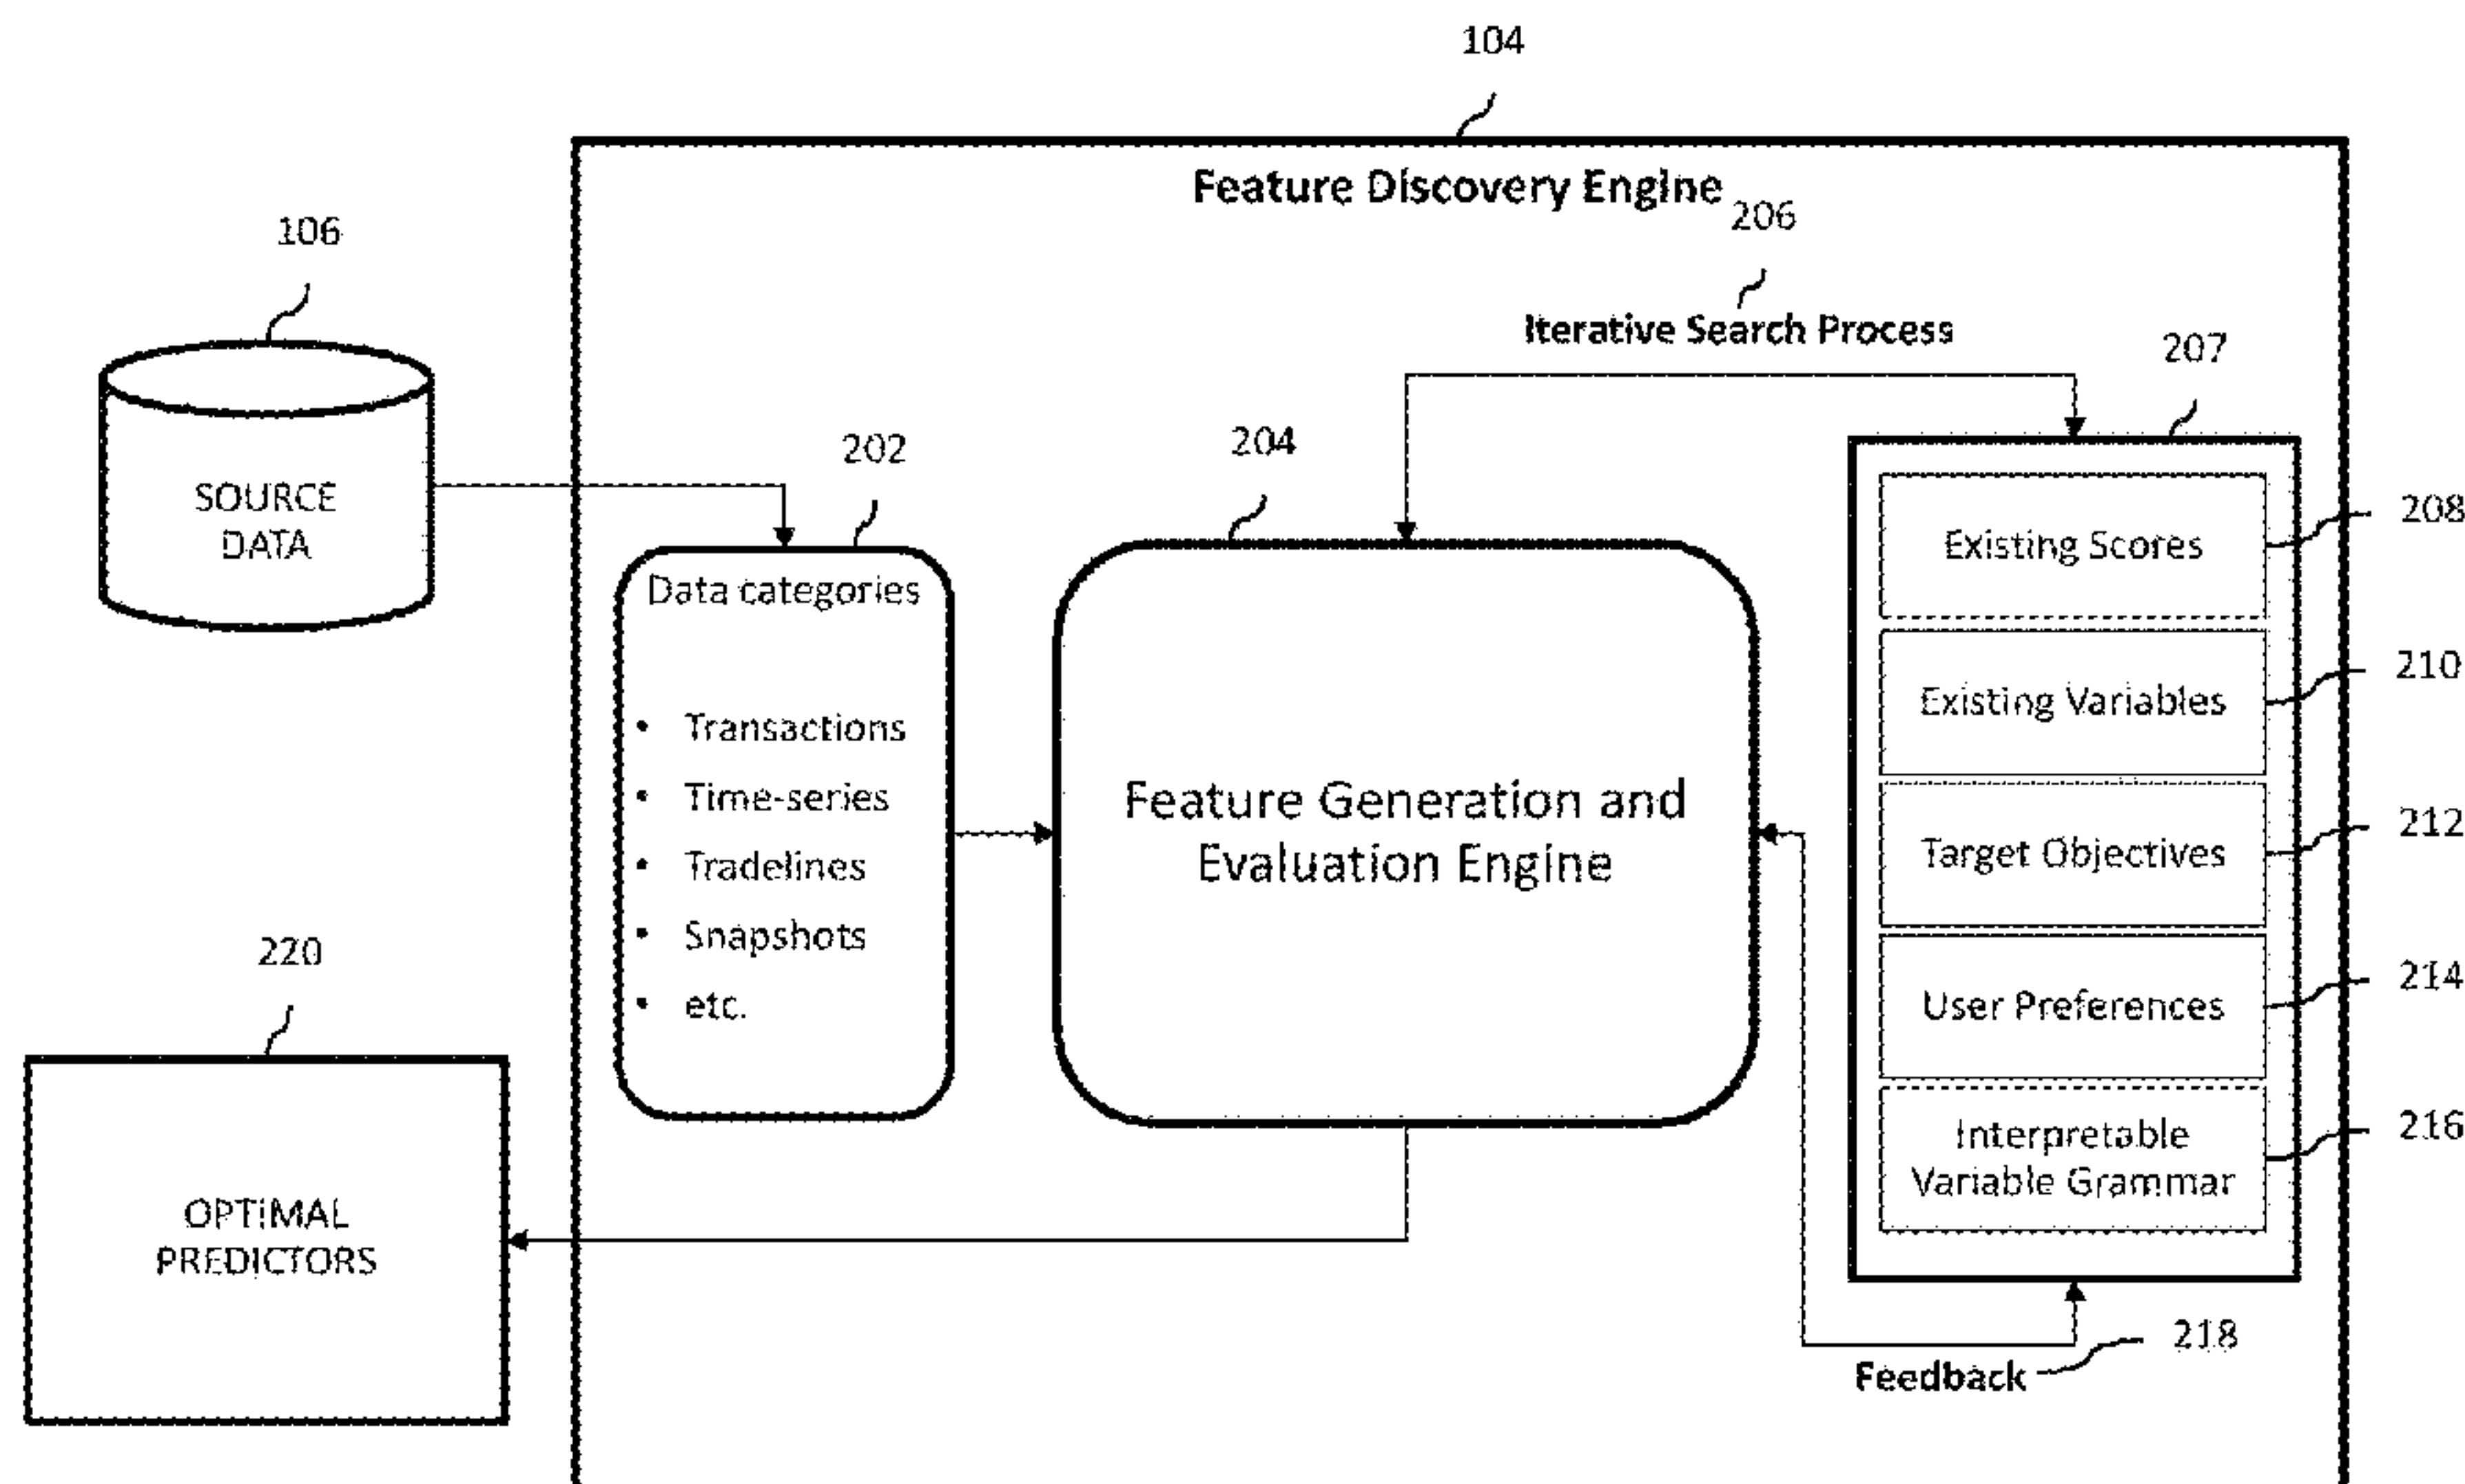 104
Feature Discovery Engine
206
106
Iterative Search Process
207
SOURCE
DATA
202
204
Data categories
• Transactions
• Time-series
• Tradelines
• Snapshots
• etc.
Feature Generation and
Evaluation Engine
Existing Scores
208
Existing Variables
210
Target Objectives
212
User Preferences
214
Interpretable
Variable Grammar
216
220
OPTIMAL
PREDICTORS
218
Feedback